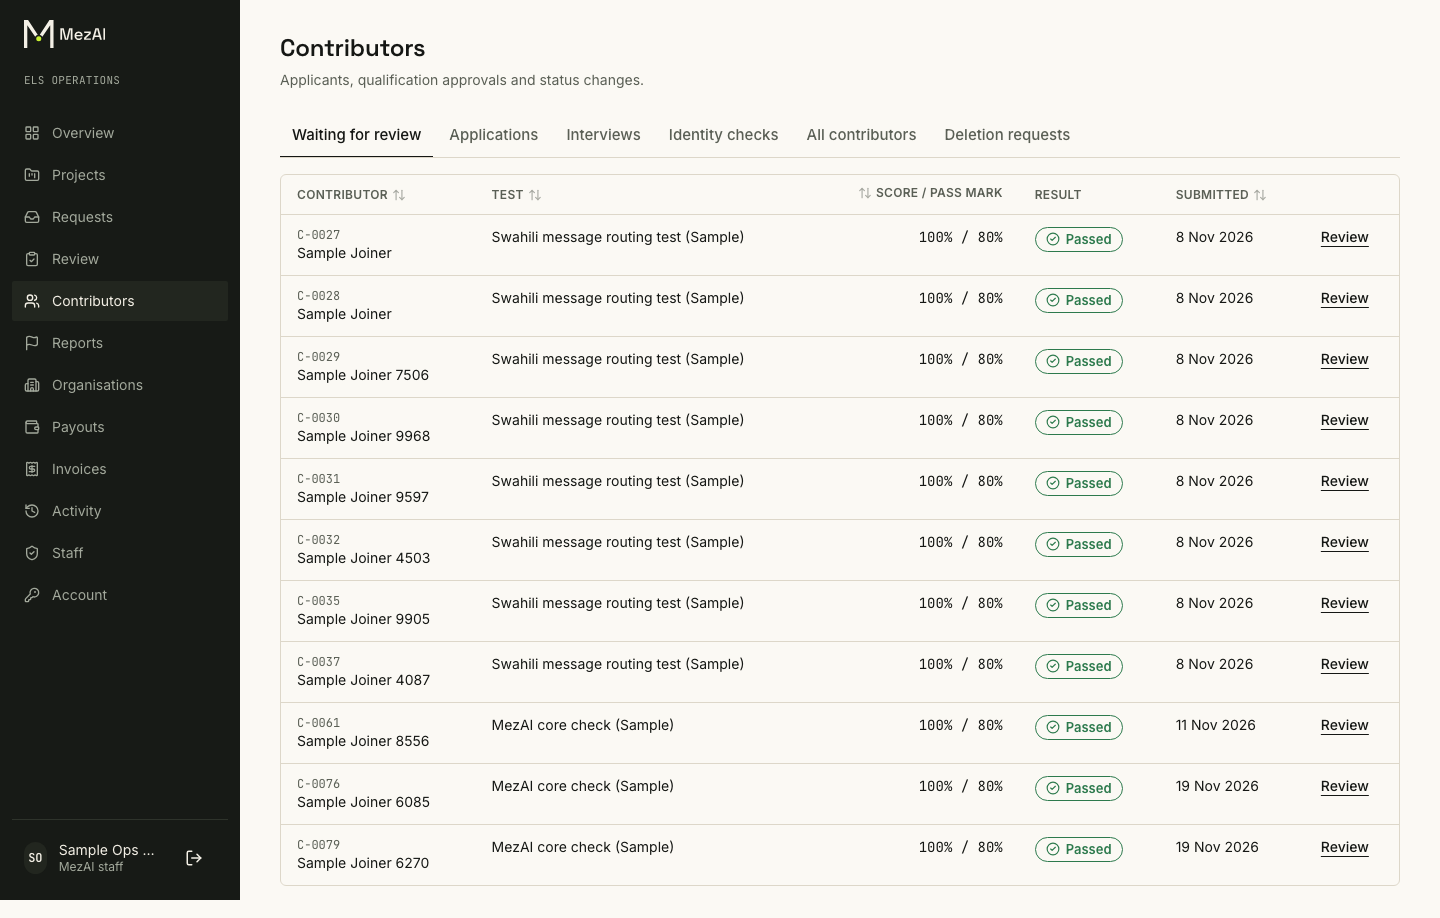 MezAI
ELS OPERATIONS
Overview
Projects
Requests
Review
Contributors
Reports
Organisations
Payouts
Invoices
Activity
Staff
Account
SO
Sample Ops ...
MezAI staff
Contributors
Applicants, qualification approvals and status changes.
Waiting for review Applications Interviews Identity checks All contributors Deletion requests
CONTRIBUTOR TEST SCORE / PASS MARK RESULT SUBMITTED
C-0027
Sample Joiner Swahili message routing test (Sample) 100% / 80% Passed 8 Nov 2026 Review
C-0028
Sample Joiner Swahili message routing test (Sample) 100% / 80% Passed 8 Nov 2026 Review
C-0029
Sample Joiner 7506 Swahili message routing test (Sample) 100% / 80% Passed 8 Nov 2026 Review
C-0030
Sample Joiner 9968 Swahili message routing test (Sample) 100% / 80% Passed 8 Nov 2026 Review
C-0031
Sample Joiner 9597 Swahili message routing test (Sample) 100% / 80% Passed 8 Nov 2026 Review
C-0032
Sample Joiner 4503 Swahili message routing test (Sample) 100% / 80% Passed 8 Nov 2026 Review
C-0035
Sample Joiner 9905 Swahili message routing test (Sample) 100% / 80% Passed 8 Nov 2026 Review
C-0037
Sample Joiner 4087 Swahili message routing test (Sample) 100% / 80% Passed 8 Nov 2026 Review
C-0061
Sample Joiner 8556 MezAI core check (Sample) 100% / 80% Passed 11 Nov 2026 Review
C-0076
Sample Joiner 6085 MezAI core check (Sample) 100% / 80% Passed 19 Nov 2026 Review
C-0079
Sample Joiner 6270 MezAI core check (Sample) 100% / 80% Passed 19 Nov 2026 Review